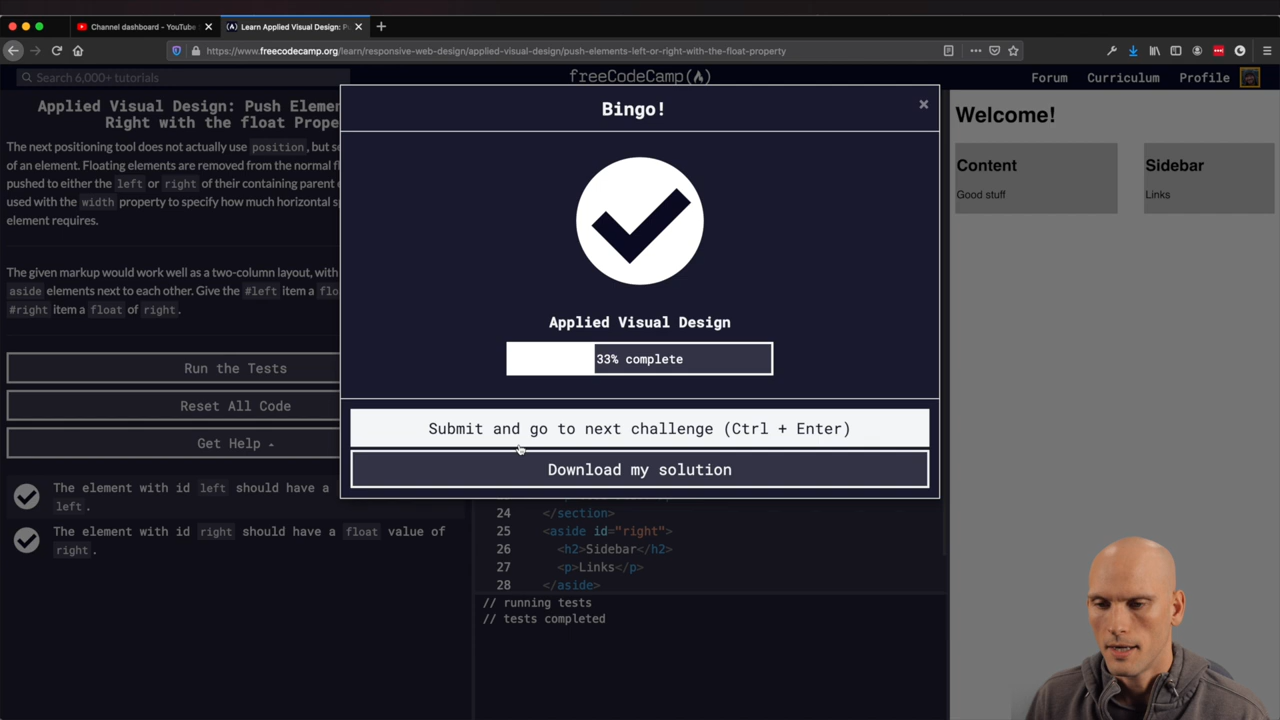 Channel dashboard - YouTube
Learn Applied Visual Design: Pu
https://www.freecodecamp.org/learn/responsive-web-design/applied-visual-design/push-elements-left-or-right-with-the-float-property
Search 6,000+ tutorials
freeCodeCamp(🔥)
Forum
Curriculum
Profile
Applied Visual Design: Push Elemen
Right with the float Prope
The next positioning tool does not actually use position, but se
of an element. Floating elements are removed from the normal fl
pushed to either the left or right of their containing parent e
used with the width property to specify how much horizontal sp
element requires.
The given markup would work well as a two-column layout, with
aside elements next to each other. Give the #left item a flo
#right item a float of right.
Run the Tests
Reset All Code
Get Help
The element with id left should have a
left.
The element with id right should have a float value of
right.
Bingo!
×
Applied Visual Design
33% complete
Submit and go to next challenge (Ctrl + Enter)
Download my solution
24 </section>
25 <aside id="right">
26 <h2>Sidebar</h2>
27 <p>Links</p>
28 </aside>
// running tests
// tests completed
Welcome!
Content
Good stuff
Sidebar
Links